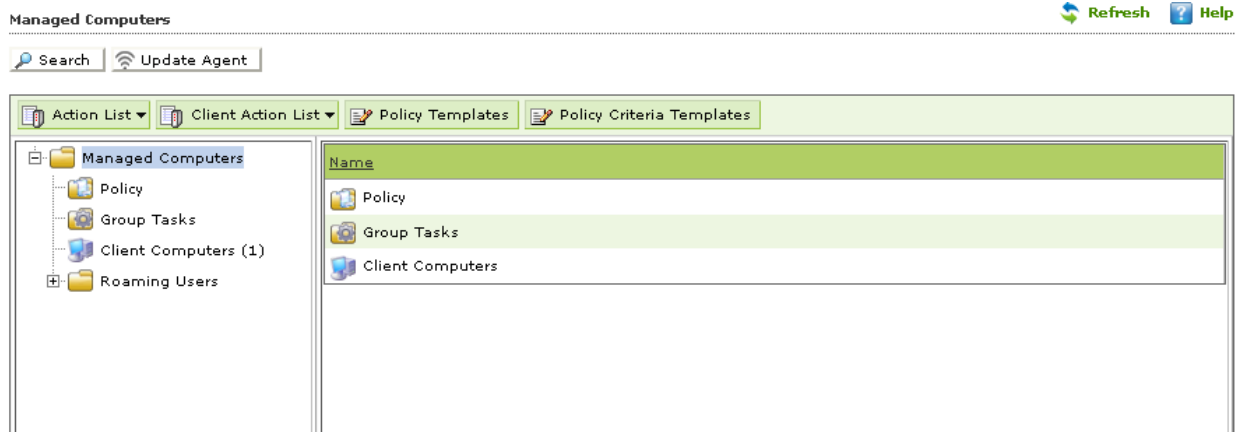 Managed Computers
Refresh Help
Search Update Agent
Action List Client Action List Policy Templates Policy Criteria Templates
Managed Computers
Policy
Group Tasks
Client Computers (1)
Roaming Users
Name
Policy
Group Tasks
Client Computers